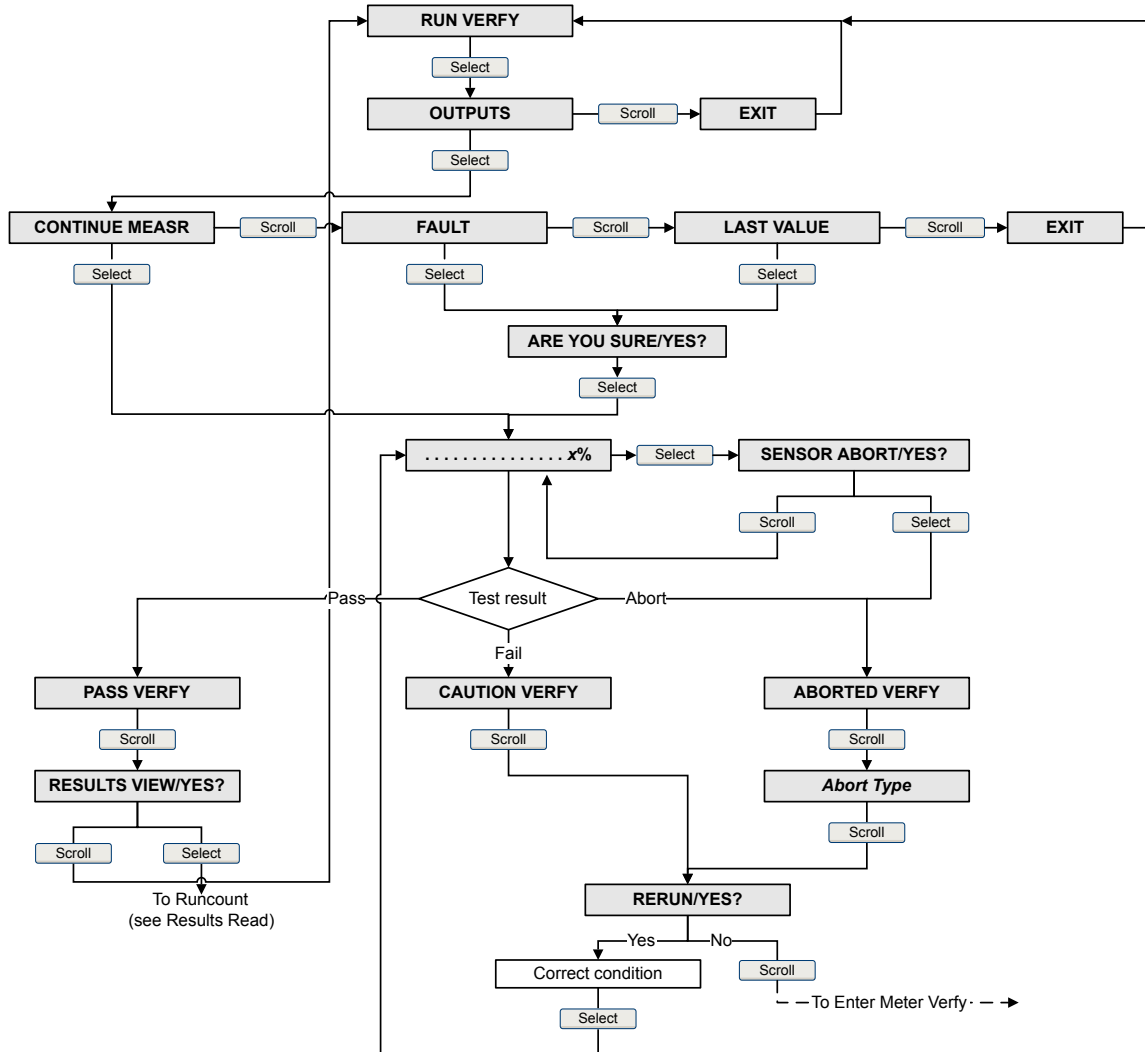 RUN VERFY
Select
OUTPUTS
Scroll
EXIT
Select
CONTINUE MEASR
Scroll
FAULT
Scroll
LAST VALUE
Scroll
EXIT
Select
Select
Select
ARE YOU SURE/YES?
Select
. . . . . . . . . . . . . . . x%
Select
SENSOR ABORT/YES?
Scroll
Select
Pass
Test result
Abort
Fail
PASS VERFY
CAUTION VERFY
ABORTED VERFY
Scroll
Scroll
Scroll
RESULTS VIEW/YES?
Abort Type
Scroll
Select
Scroll
To Runcount
(see Results Read)
RERUN/YES?
Yes
No
Correct condition
Scroll
Select
To Enter Meter Verfy